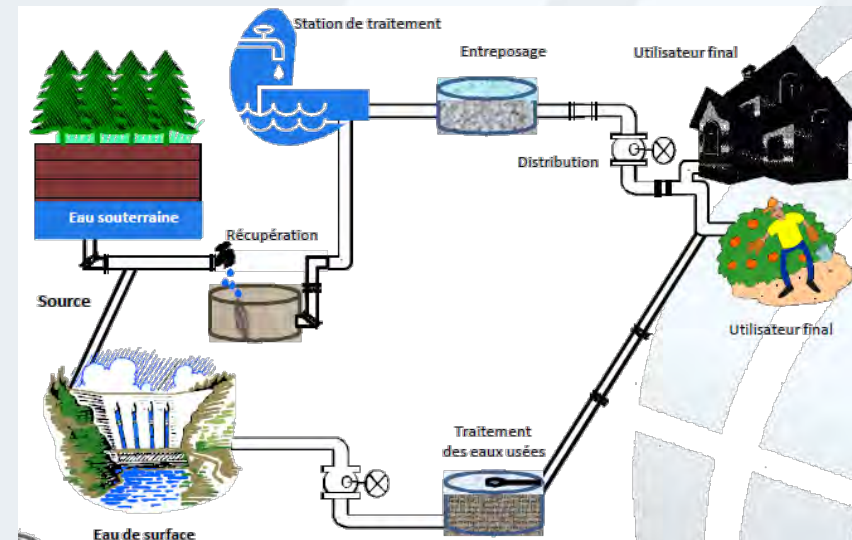 Station de traitement
Entreposage
Utilisateur final
Distribution
Eau souterraine
Récupération
Source
Utilisateur final
Traitement
des eaux usées
Eau de surface